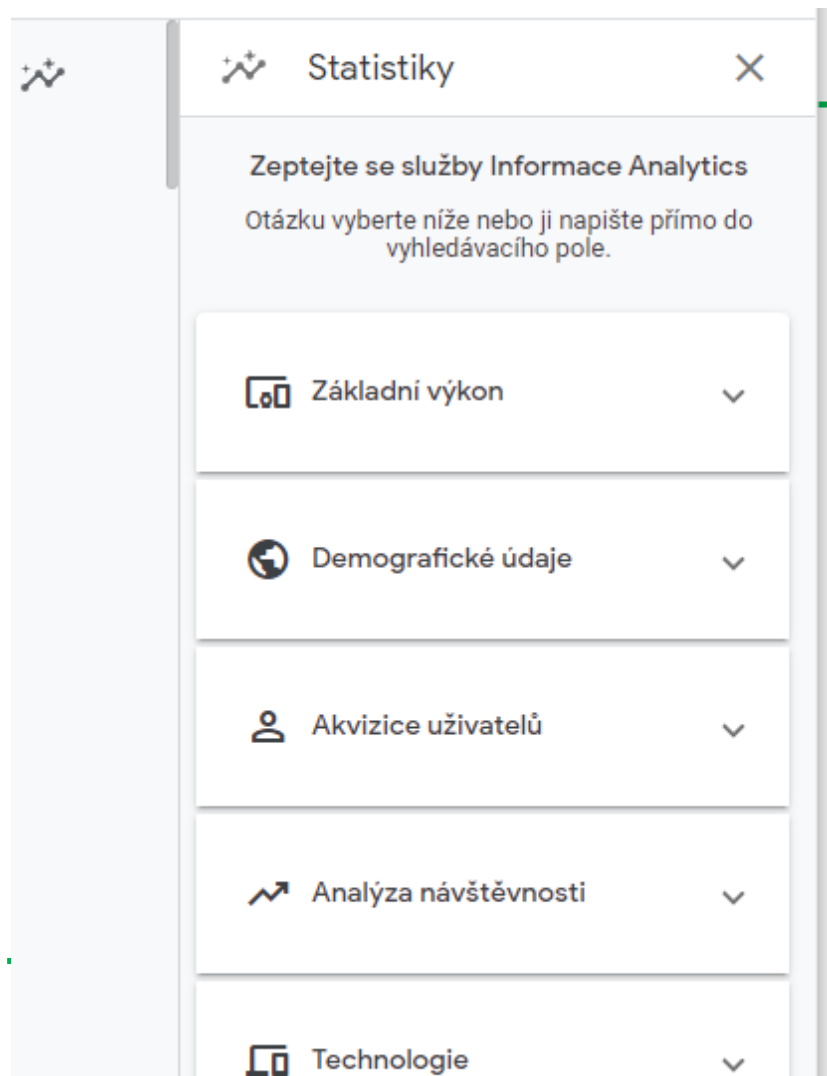 Statistiky
Zeptejte se služby Informace Analytics
Otázku vyberte níže nebo ji napište přímo do
vyhledávacího pole.
Základní výkon
Demografické údaje
Akvizice uživatelů
Analýza návštěvnosti
Technologie